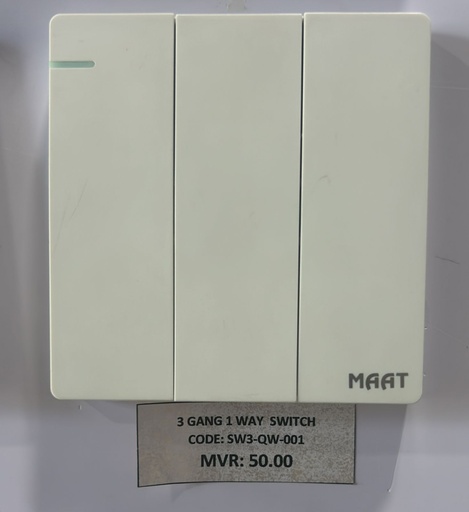 MAAT
3 GANG 1 WAY SWITCH
CODE: SW3-QW-001
MVR: 50.00